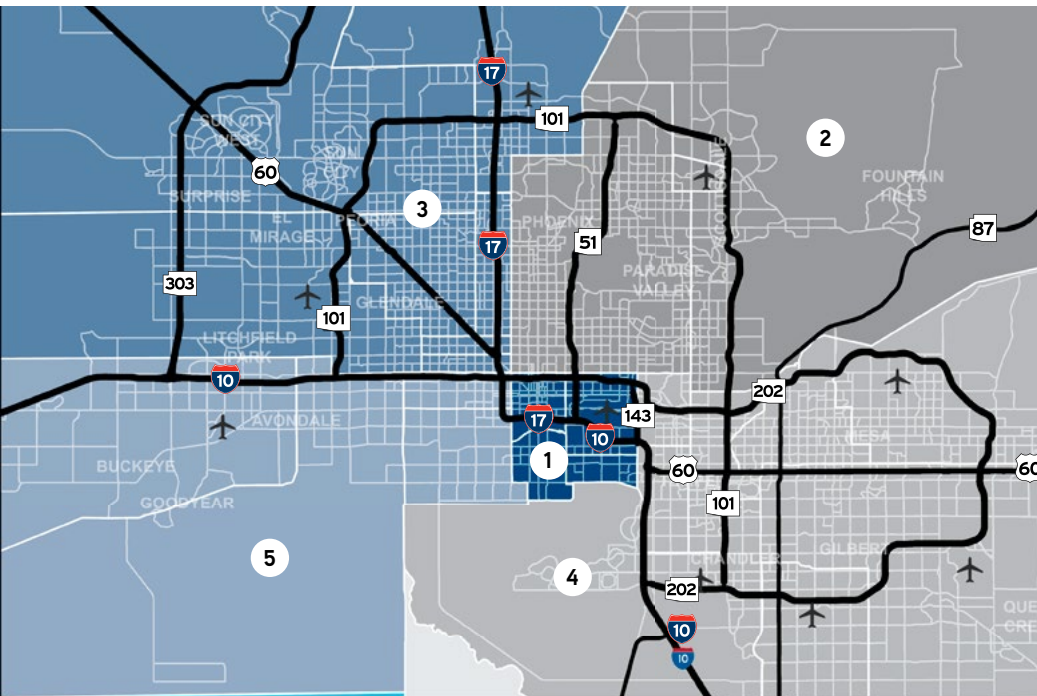 17
101
2
SUN CITY
WEST
SUN
CITY
60
FOUNTAIN
HILLS
SURPRISE
3
EL
MIRAGE
PEORIA
PHOENIX
87
17
51
PARADISE
VALLEY
303
GLENDALE
101
LITCHFIELD
PARK
10
202
AVONDALE
17
143
10
MESA
1
BUCKEYE
60
60
GOODYEAR
101
5
4
CHANDLER
GILBERT
202
QUE
CRE
10
10